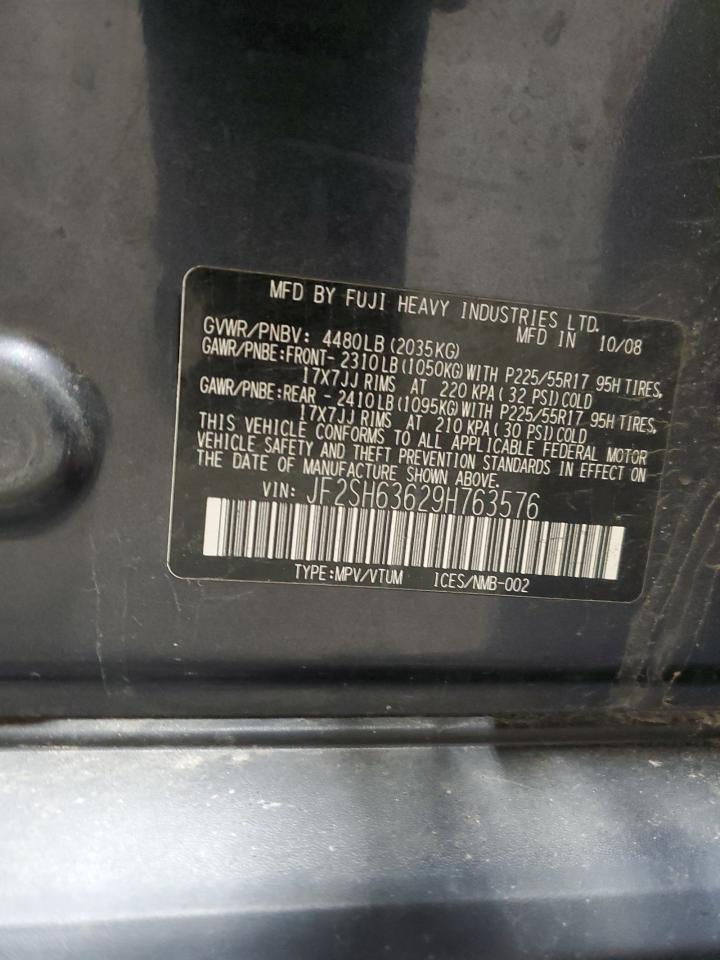 MFD BY FUJI HEAVY INDUSTRIES LTD.
MFD IN 10/08
GVWR/PNBV: 4480LB(2035KG)
GAWR/PNBE:FRONT- 2310LB(1050KG)WITH P225/55R17 95H TIRES,
17X7JJ RIMS AT 220 KPA( 32 PSI)COLD
GAWR/PNBE:REAR - 2410LB(1095KG)WITH P225/55R17 95H TIRES,
17X7JJ RIMS AT 210 KPA( 30 PSI)COLD
THIS VEHICLE CONFORMS TO ALL APPLICABLE FEDERAL MOTOR
VEHICLE SAFETY AND THEFT PREVENTION STANDARDS IN EFFECT ON
THE DATE OF MANUFACTURE SHOWN ABOVE.
VIN: JF2SH63629H763576
TYPE:MPV/VTUM ICES/NMB-002